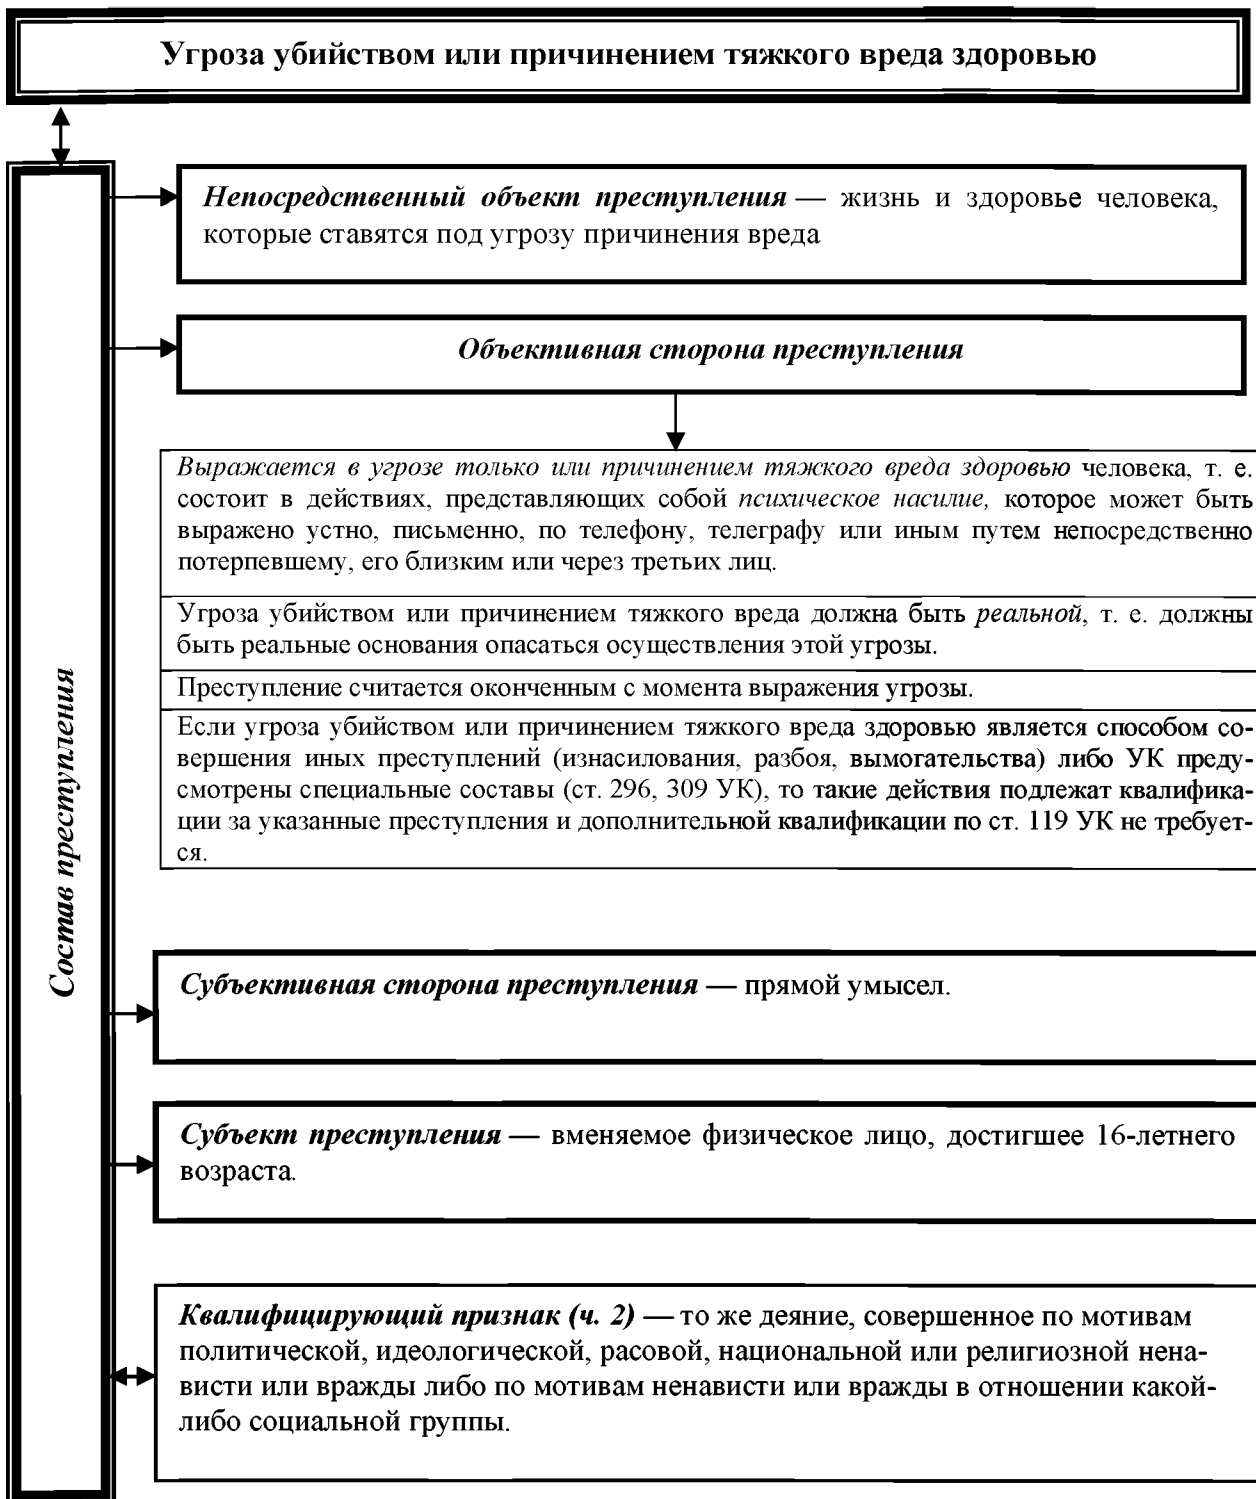 Угроза убийством или причинением тяжкого вреда здоровью
Состав преступления
Непосредственный объект преступления — жизнь и здоровье человека,
которые ставятся под угрозу причинения вреда
Объективная сторона преступления
Выражается в угрозе только или причинением тяжкого вреда здоровью человека, т. е.
состоит в действиях, представляющих собой психическое насилие, которое может быть
выражено устно, письменно, по телефону, телеграфу или иным путем непосредственно
потерпевшему, его близким или через третьих лиц.
Угроза убийством или причинением тяжкого вреда должна быть реальной, т. е. должны
быть реальные основания опасаться осуществления этой угрозы.
Преступление считается оконченным с момента выражения угрозы.
Если угроза убийством или причинением тяжкого вреда здоровью является способом со-
вершения иных преступлений (изнасилования, разбоя, вымогательства) либо УК преду-
смотрены специальные составы (ст. 296, 309 УК), то такие действия подлежат квалифика-
ции за указанные преступления и дополнительной квалификации по ст. 119 УК не требует-
ся.
Субъективная сторона преступления — прямой умысел.
Субъект преступления — вменяемое физическое лицо, достигшее 16-летнего
возраста.
Квалифицирующий признак (ч. 2) — то же деяние, совершенное по мотивам
политической, идеологической, расовой, национальной или религиозной нена-
висти или вражды либо по мотивам ненависти или вражды в отношении какой-
либо социальной группы.